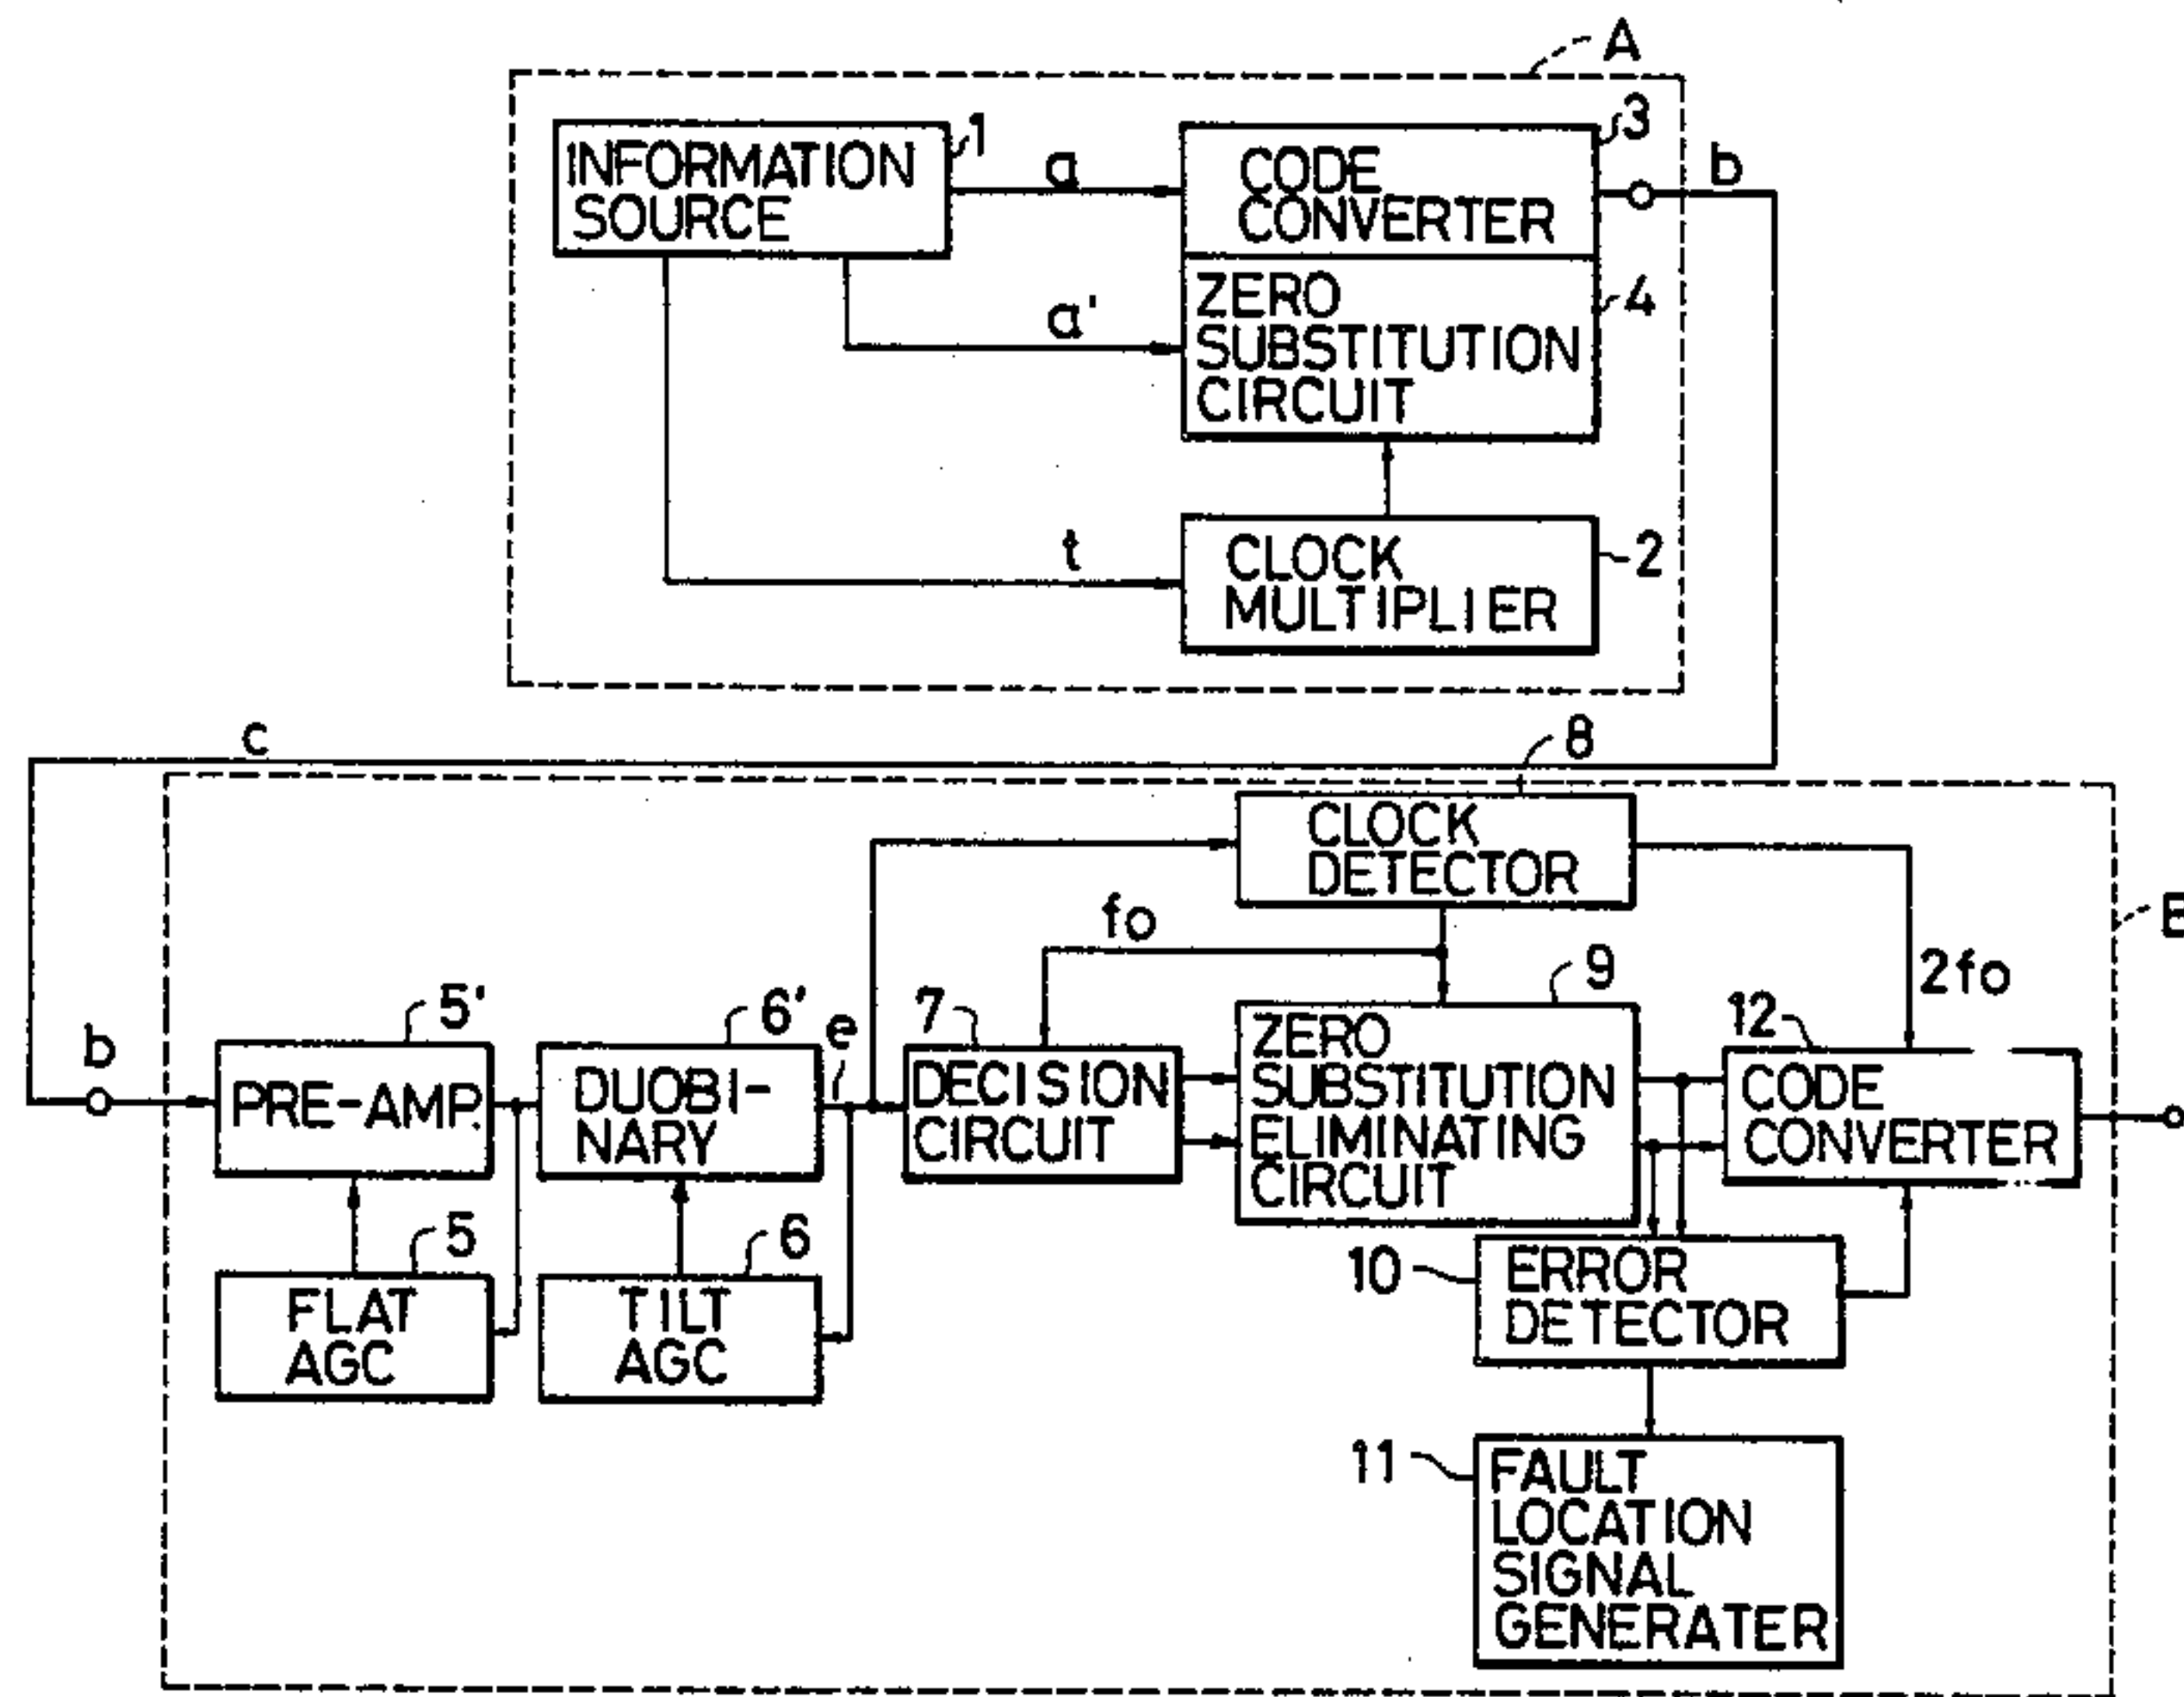 A
INFORMATION
SOURCE
1
a
CODE
CONVERTER
3
b
a'
ZERO
SUBSTITUTION
CIRCUIT
4
t
CLOCK
MULTIPLIER
2
c
8
CLOCK
DETECTOR
fo
B
2fo
b
5'
PRE-AMP.
6'
DUOBI-
NARY
e
7
DECISION
CIRCUIT
9
ZERO
SUBSTITUTION
ELIMINATING
CIRCUIT
12
CODE
CONVERTER
5
FLAT
AGC
6
TILT
AGC
10
ERROR
DETECTOR
11
FAULT
LOCATION
SIGNAL
GENERATER